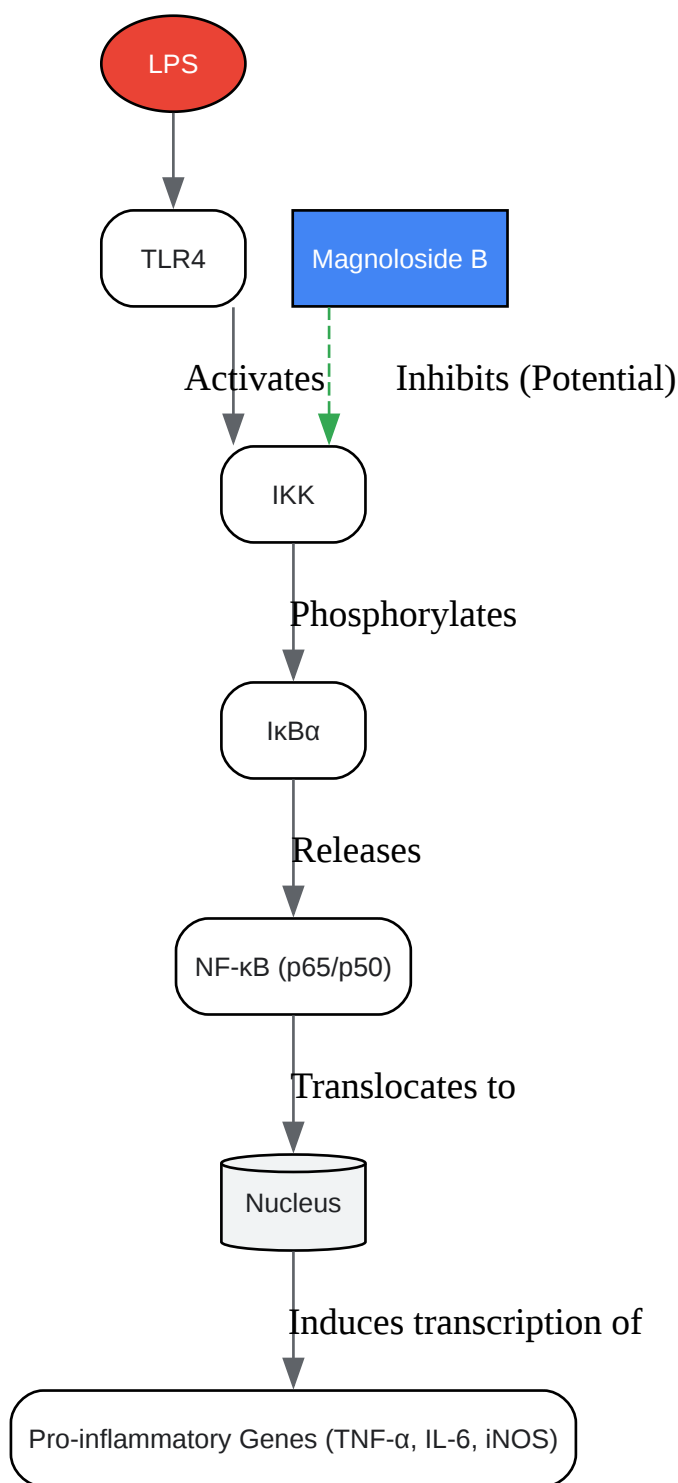 LPS
TLR4
Magnoloside B
Activates
Inhibits (Potential)
IKK
Phosphorylates
IκBα
Releases
NF-κB (p65/p50)
Translocates to
Nucleus
Induces transcription of
Pro-inflammatory Genes (TNF-α, IL-6, iNOS)